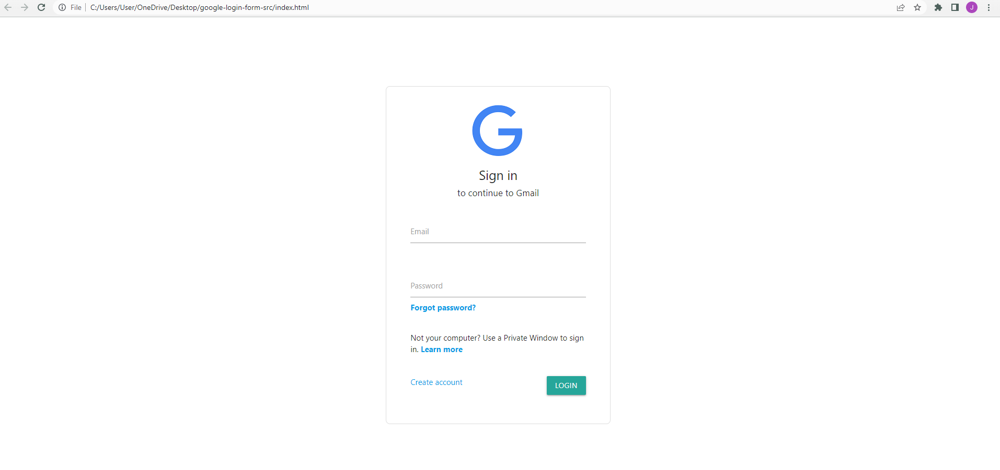 File C:/Users/User/OneDrive/Desktop/google-login-form-src/index.html
J
G
Sign in
to continue to Gmail
Email
Password
Forgot password?
Not your computer? Use a Private Window to sign
in. Learn more
Create account
LOGIN